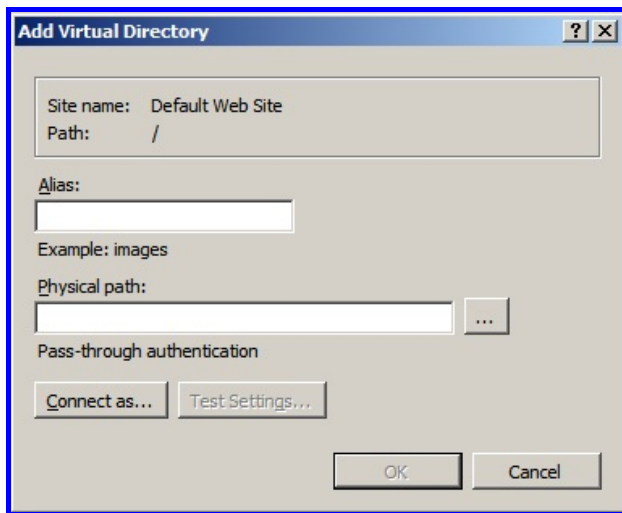 Add Virtual Directory
Site name: Default Web Site
Path: /
Alias:
Example: images
Physical path:
...
Pass-through authentication
Connect as... Test Settings...
OK Cancel